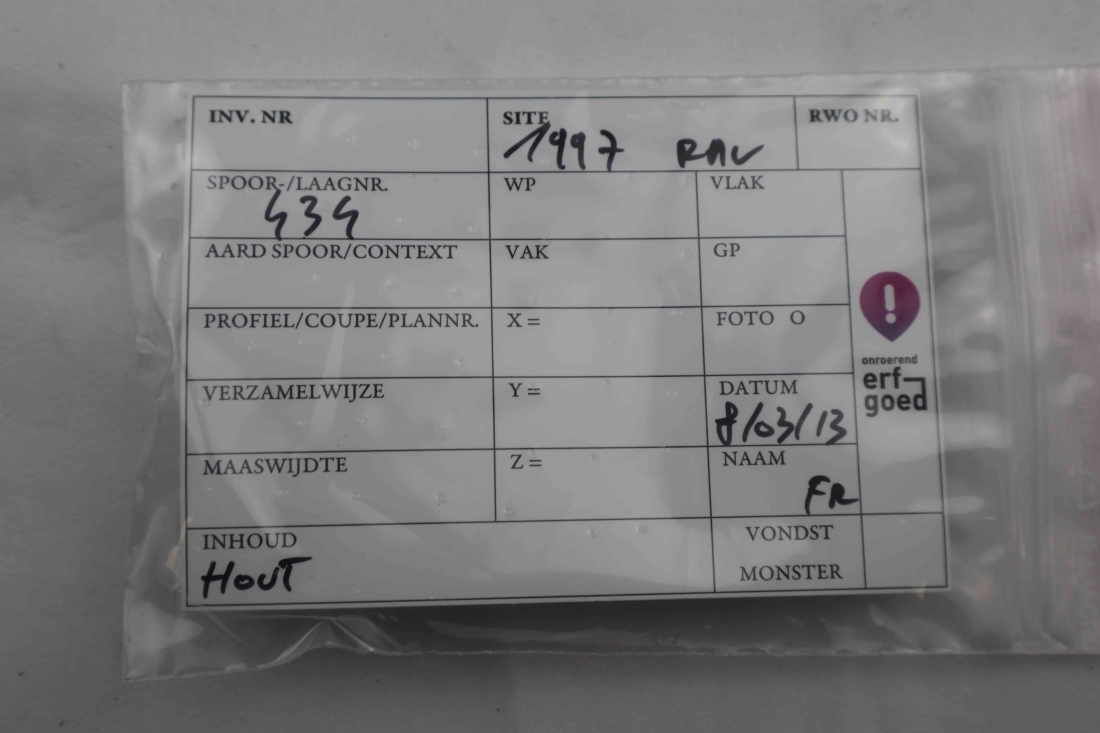 INV. NR
SITE
RWO NR.
1997 RAV
SPOOR-/LAAGNR.
WP
VLAK
434
AARD SPOOR/CONTEXT
VAK
GP
PROFIEL/COUPE/PLANNR.
X =
FOTO O
onroerend
erf-
goed
VERZAMELWIJZE
Y =
DATUM
8/03/13
MAASWIJDTE
Z =
NAAM
FR
INHOUD
HOUT
VONDST
MONSTER